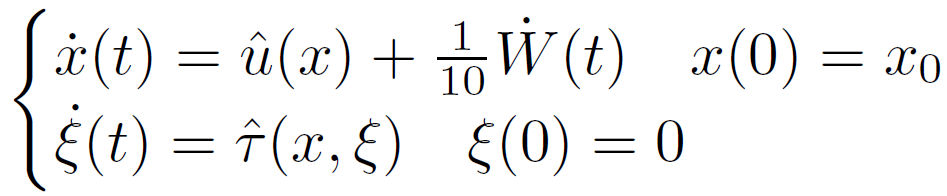 ẋ(t) = û(x) + 1/10 Ẇ(t) x(0) = x₀
ξ̇(t) = τ̂(x, ξ) ξ(0) = 0